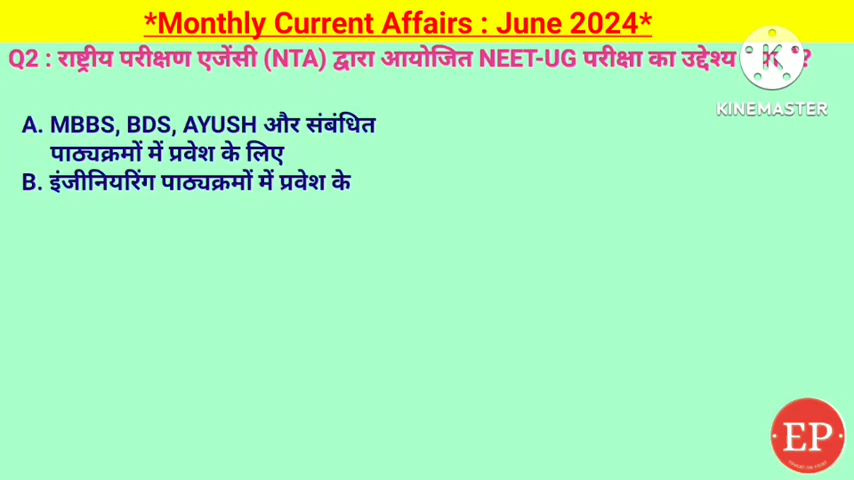 *Monthly Current Affairs : June 2024*
Q2 : राष्ट्रीय परीक्षण एजेंसी (NTA) द्वारा आयोजित NEET-UG परीक्षा का उद्देश्य ?
KINEMASTER
A. MBBS, BDS, AYUSH और संबंधित
पाठ्यक्रमों में प्रवेश के लिए
B. इंजीनियरिंग पाठ्यक्रमों में प्रवेश के
EP